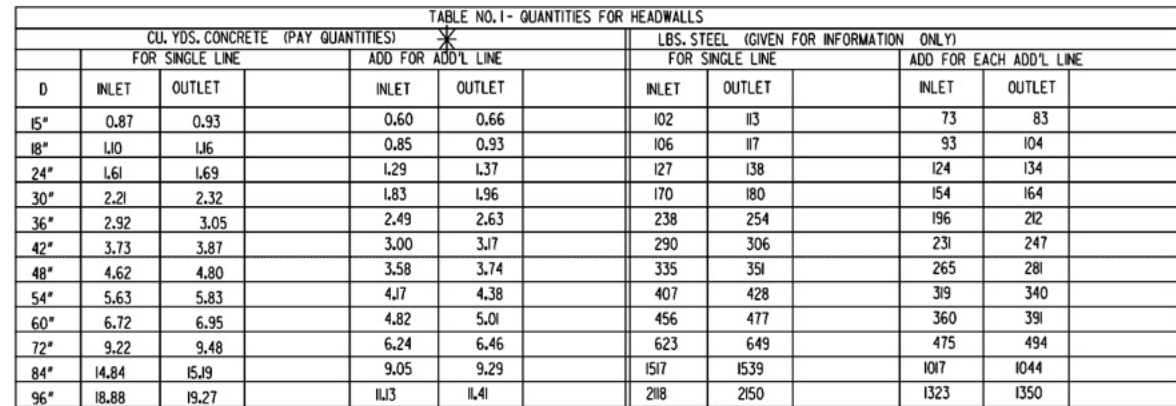 TABLE NO. 1- QUANTITIES FOR HEADWALLS
CU. YDS. CONCRETE (PAY QUANTITIES) * LBS. STEEL (GIVEN FOR INFORMATION ONLY)
FOR SINGLE LINE ADD FOR ADD'L LINE FOR SINGLE LINE ADD FOR EACH ADD'L LINE
D INLET OUTLET INLET OUTLET INLET OUTLET INLET OUTLET
15" 0.87 0.93 0.60 0.66 102 113 73 83
18" 1.10 1.16 0.85 0.93 106 117 93 104
24" 1.61 1.69 1.29 1.37 127 138 124 134
30" 2.21 2.32 1.83 1.96 170 180 154 164
36" 2.92 3.05 2.49 2.63 238 254 196 212
42" 3.73 3.87 3.00 3.17 290 306 231 247
48" 4.62 4.80 3.58 3.74 335 351 265 281
54" 5.63 5.83 4.17 4.38 407 428 319 340
60" 6.72 6.95 4.82 5.01 456 477 360 391
72" 9.22 9.48 6.24 6.46 623 649 475 494
84" 14.84 15.19 9.05 9.29 1517 1539 1017 1044
96" 18.88 19.27 11.13 11.41 2118 2150 1323 1350